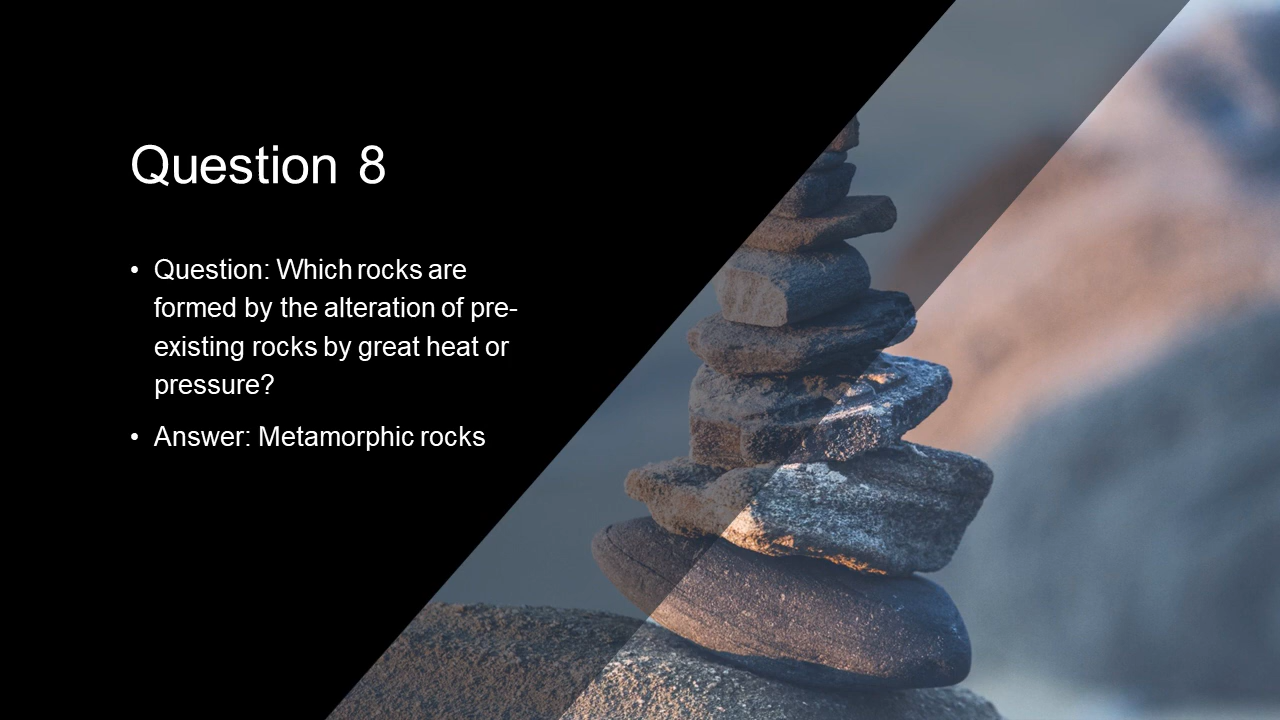 Question 8
• Question: Which rocks are
formed by the alteration of pre-
existing rocks by great heat or
pressure?
• Answer: Metamorphic rocks